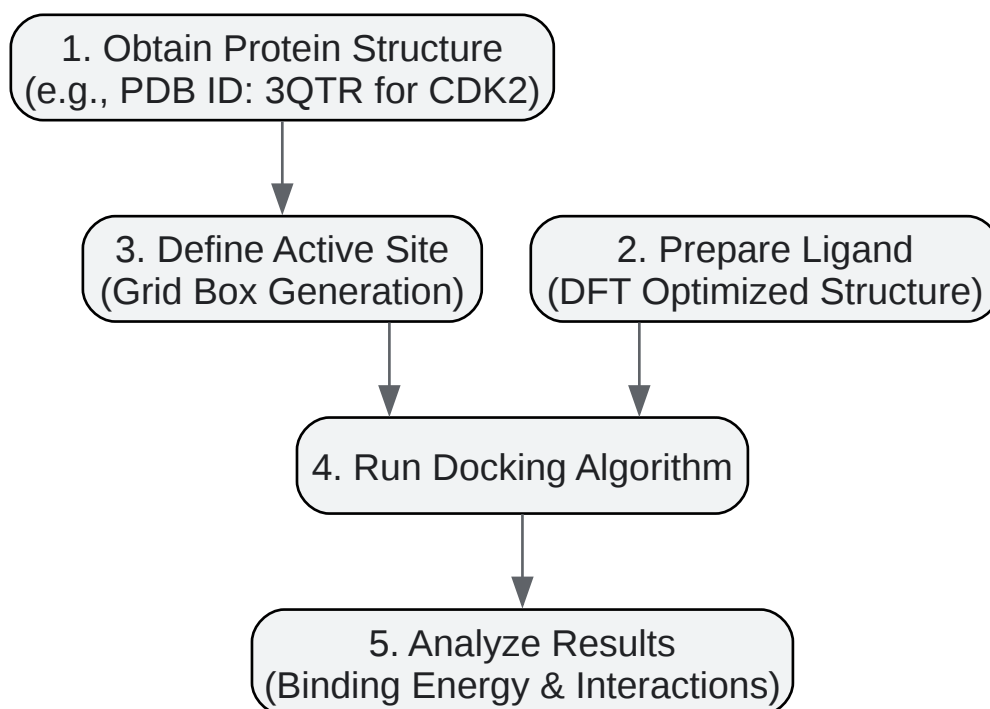 1. Obtain Protein Structure
(e.g., PDB ID: 3QTR for CDK2)
3. Define Active Site
(Grid Box Generation)
2. Prepare Ligand
(DFT Optimized Structure)
4. Run Docking Algorithm
5. Analyze Results
(Binding Energy & Interactions)